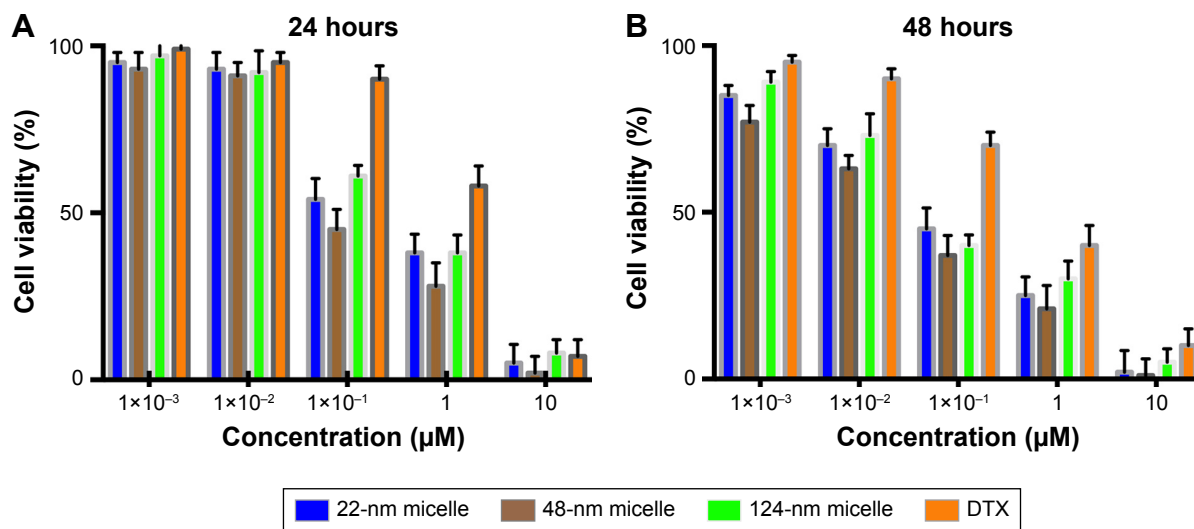 A
24 hours
100
50
0
Cell viability (%)
1×10⁻³ 1×10⁻² 1×10⁻¹ 1 10
Concentration (µM)
B
48 hours
100
50
0
Cell viability (%)
1×10⁻³ 1×10⁻² 1×10⁻¹ 1 10
Concentration (µM)
22-nm micelle 48-nm micelle 124-nm micelle DTX